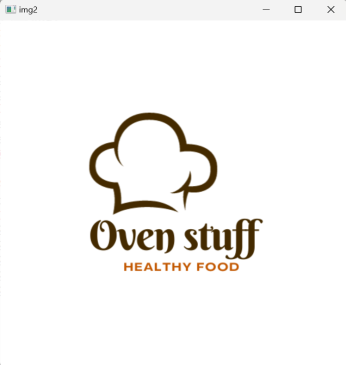 img2
Oven stuff
HEALTHY FOOD